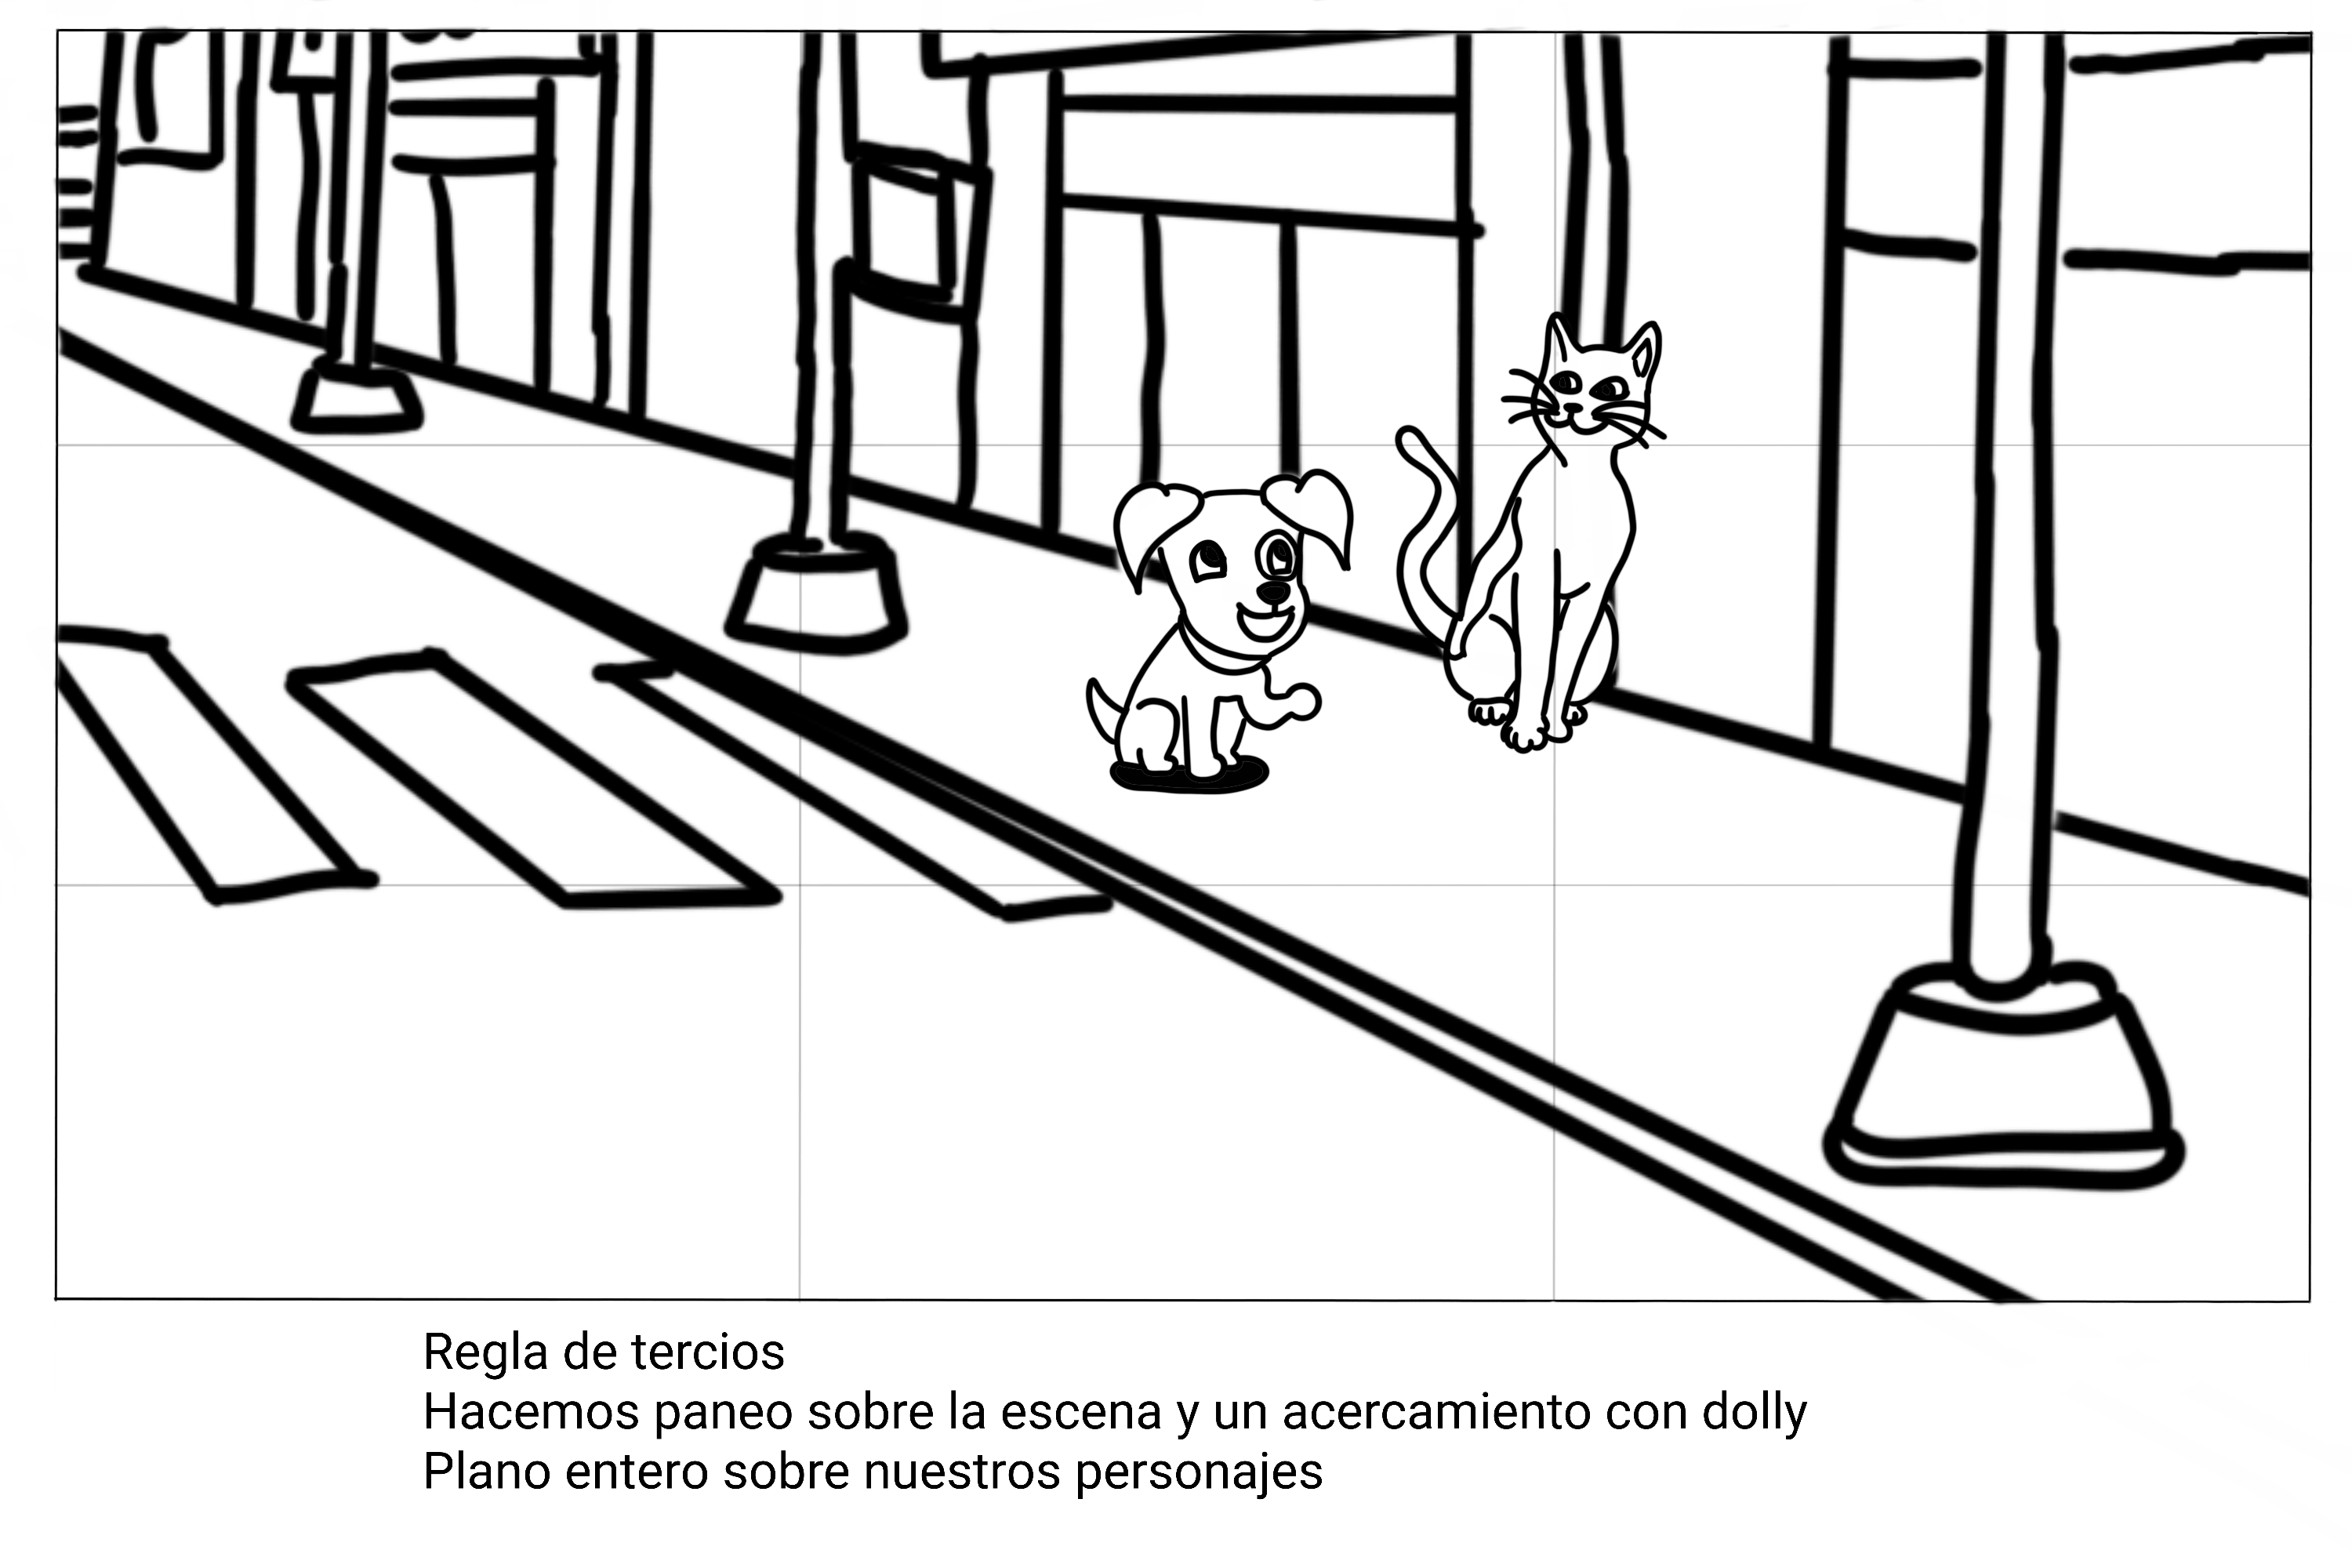 Regla de tercios
Hacemos paneo sobre la escena y un acercamiento con dolly
Plano entero sobre nuestros personajes